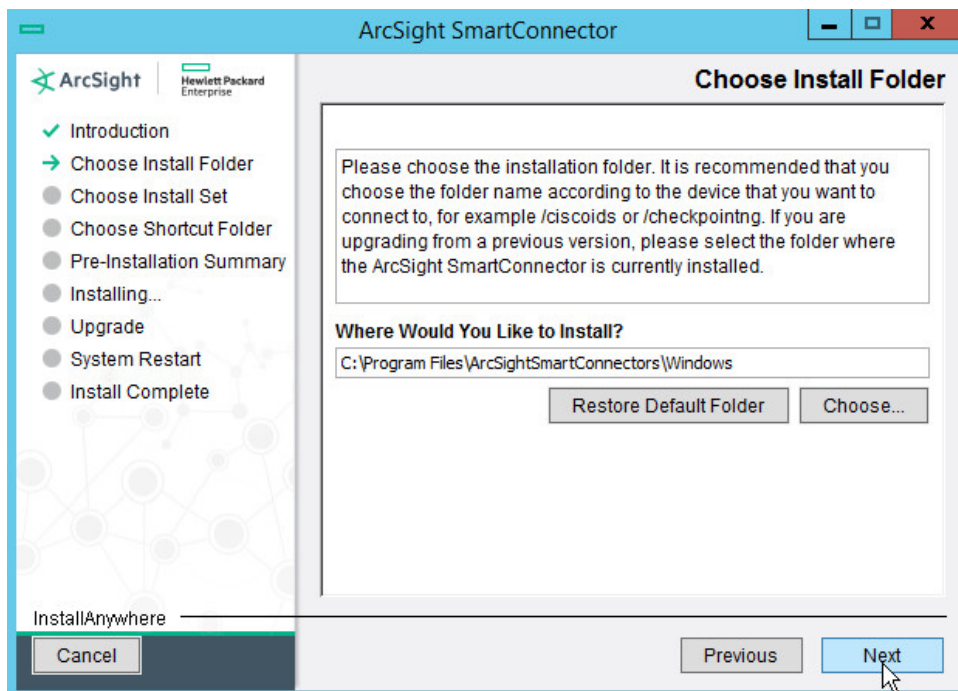 ArcSight SmartConnector
ArcSight
Hewlett Packard
Enterprise
Choose Install Folder
Introduction
Choose Install Folder
Choose Install Set
Choose Shortcut Folder
Pre-Installation Summary
Installing...
Upgrade
System Restart
Install Complete
Please choose the installation folder. It is recommended that you
choose the folder name according to the device that you want to
connect to, for example /ciscoids or /checkpointng. If you are
upgrading from a previous version, please select the folder where
the ArcSight SmartConnector is currently installed.
Where Would You Like to Install?
C:\Program Files\ArcSightSmartConnectors\Windows
Restore Default Folder
Choose...
InstallAnywhere
Cancel
Previous
Next